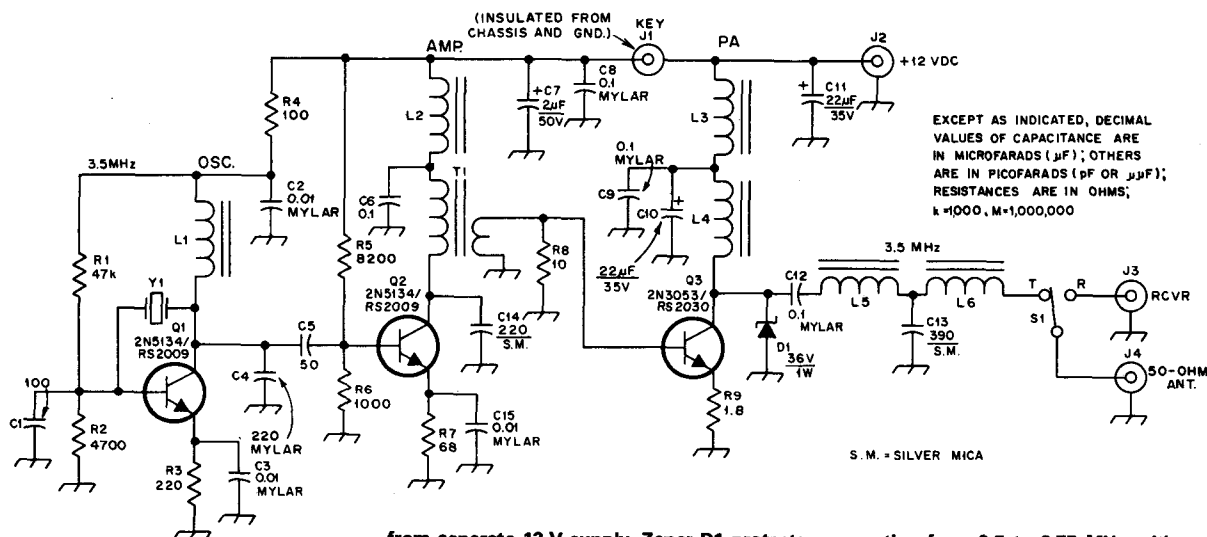 (INSULATED FROM
CHASSIS AND GND.)
KEY
J1
AMP.
PA
J2
+12 VDC
C8
0.1
MYLAR
+C7
2µF
50V
+
C11
22µF
35V
R4
100
L2
L3
EXCEPT AS INDICATED, DECIMAL
VALUES OF CAPACITANCE ARE
IN MICROFARADS (µF); OTHERS
ARE IN PICOFARADS (pF OR µµF);
RESISTANCES ARE IN OHMS;
k=1,000, M=1,000,000
3.5MHz
OSC.
C2
0.01
MYLAR
C6
0.1
T1
0.1
MYLAR
C9
C10
+
L4
22µF
35V
L1
R1
47k
Y1
R5
8200
R8
10
Q1
2N5134/
RS2009
Q2
2N5134/
RS2009
Q3
2N3053/
RS2030
3.5 MHz
C12
0.1
MYLAR
L5
L6
T
R
S1
J3
RCVR
C5
50
C14
220
S.M.
D1
36V
1W
C13
390
S.M.
J4
50-OHM
ANT.
100
C1
R2
4700
C4
220
MYLAR
R6
1000
R7
68
C15
0.01
MYLAR
R9
1.8
R3
220
C3
0.01
MYLAR
S.M. = SILVER MICA